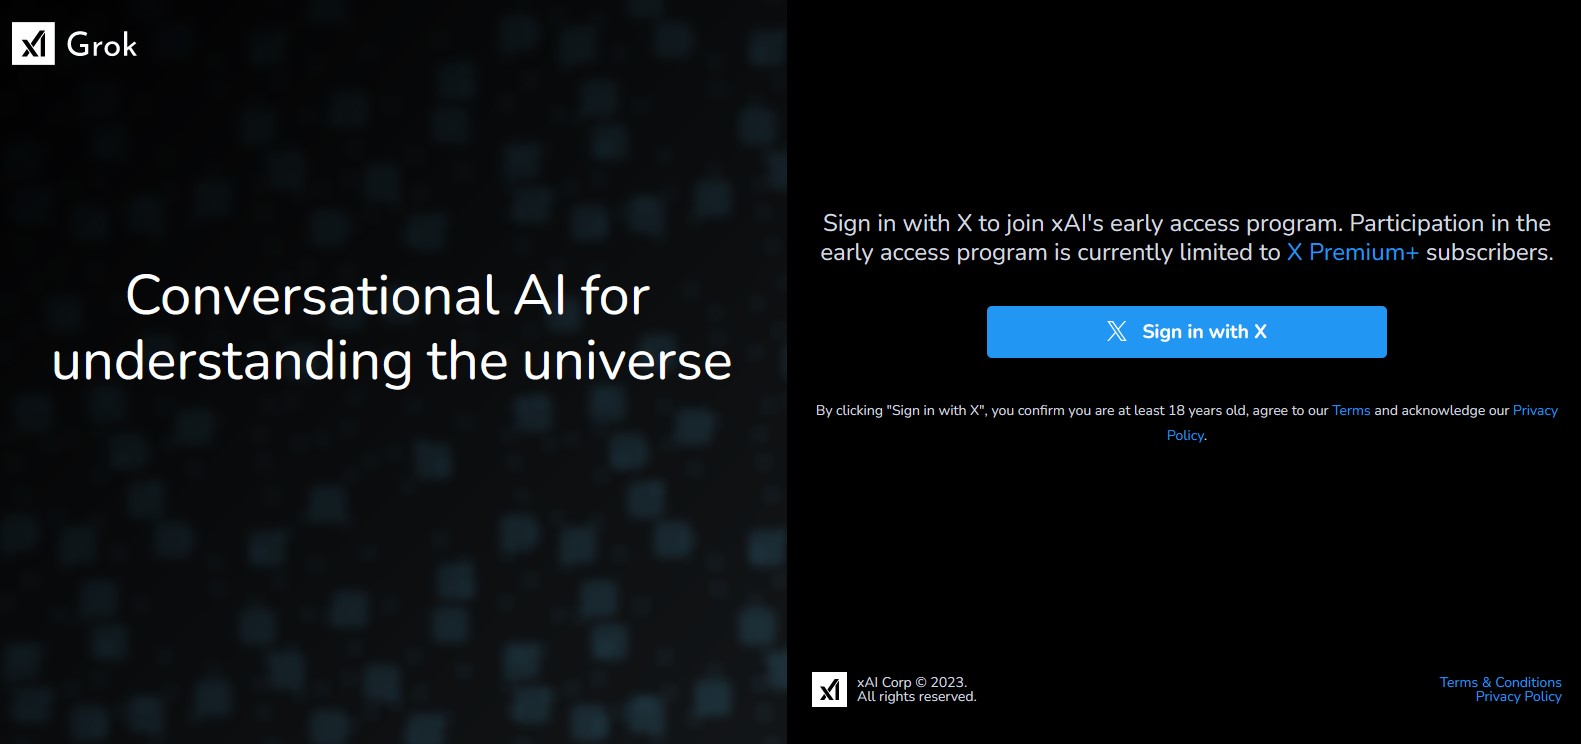 xI Grok
Conversational AI for
understanding the universe
Sign in with X to join xAI's early access program. Participation in the
early access program is currently limited to X Premium+ subscribers.
Sign in with X
By clicking "Sign in with X", you confirm you are at least 18 years old, agree to our Terms and acknowledge our Privacy
Policy.
xI
xAI Corp © 2023.
All rights reserved.
Terms & Conditions
Privacy Policy